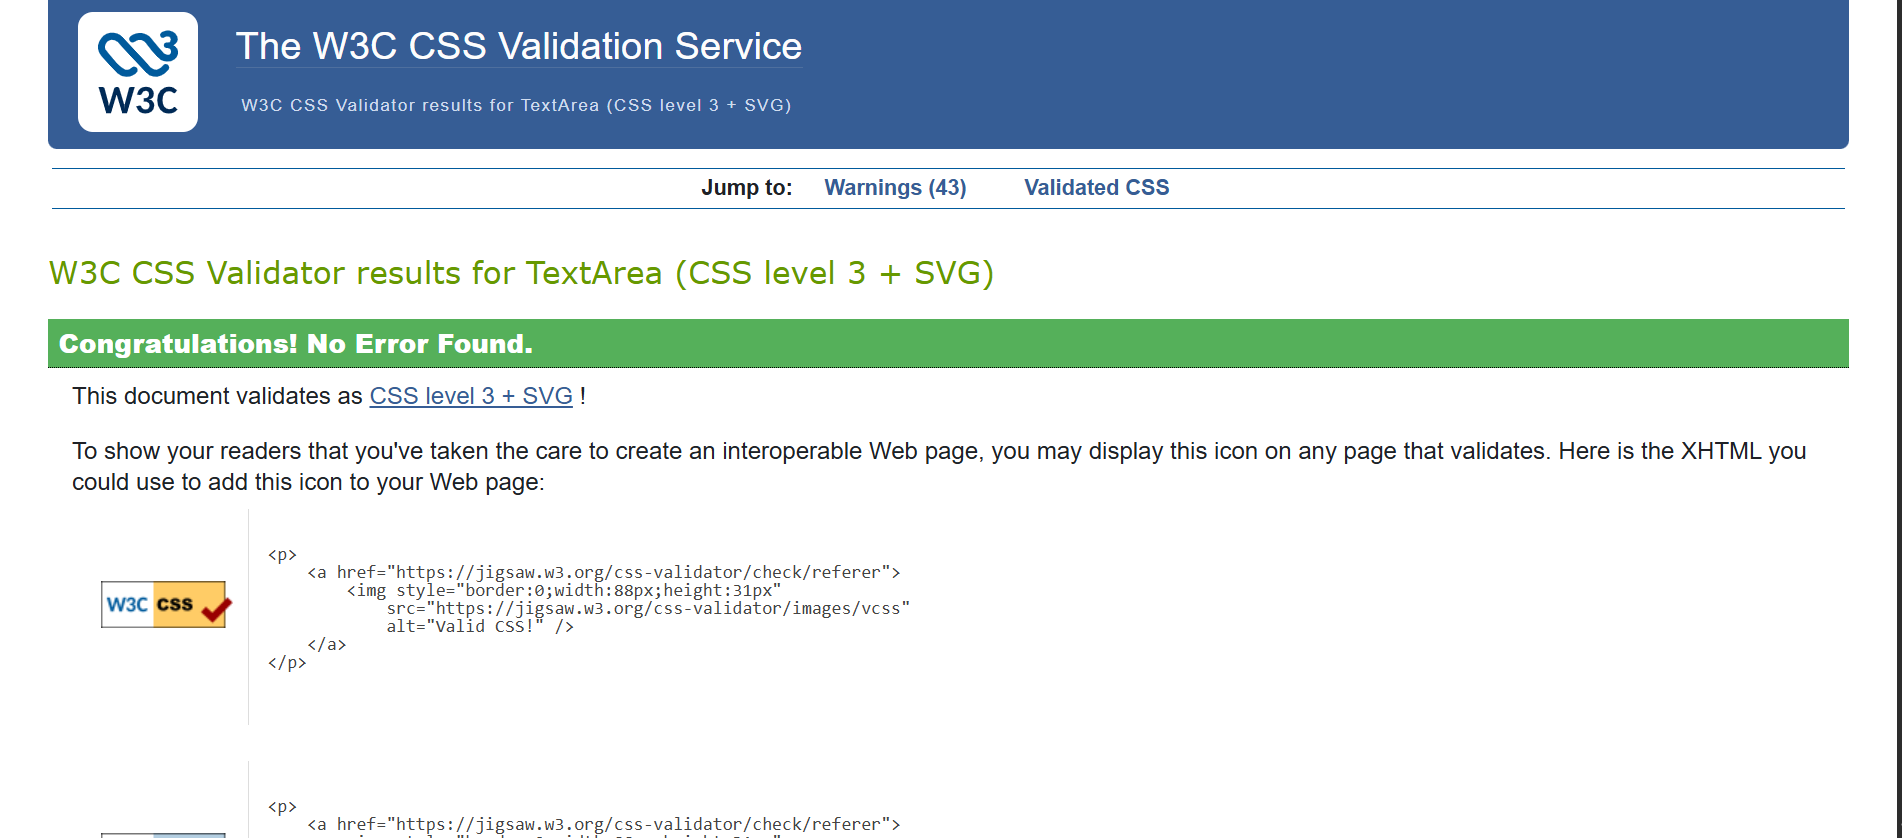 W3C
The W3C CSS Validation Service
W3C CSS Validator results for TextArea (CSS level 3 + SVG)
Jump to: Warnings (43) Validated CSS
W3C CSS Validator results for TextArea (CSS level 3 + SVG)
Congratulations! No Error Found.
This document validates as CSS level 3 + SVG !
To show your readers that you've taken the care to create an interoperable Web page, you may display this icon on any page that validates. Here is the XHTML you
could use to add this icon to your Web page:
<p>
<a href="https://jigsaw.w3.org/css-validator/check/referer">
<img style="border:0;width:88px;height:31px"
W3C css
src="https://jigsaw.w3.org/css-validator/images/vcss"
alt="Valid CSS!" />
</a>
</p>
<p>
<a href="https://jigsaw.w3.org/css-validator/check/referer">